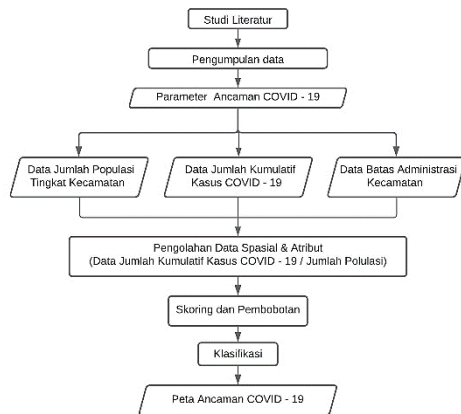 Studi Literatur
Pengumpulan data
Parameter Ancaman COVID - 19
Data Jumlah Populasi
Tingkat Kecamatan
Data Jumlah Kumulatif
Kasus COVID - 19
Data Batas Administrasi
Kecamatan
Pengolahan Data Spasial & Atribut
(Data Jumlah Kumulatif Kasus COVID - 19 / Jumlah Polulasi)
Skoring dan Pembobotan
Klasifikasi
Peta Ancaman COVID - 19